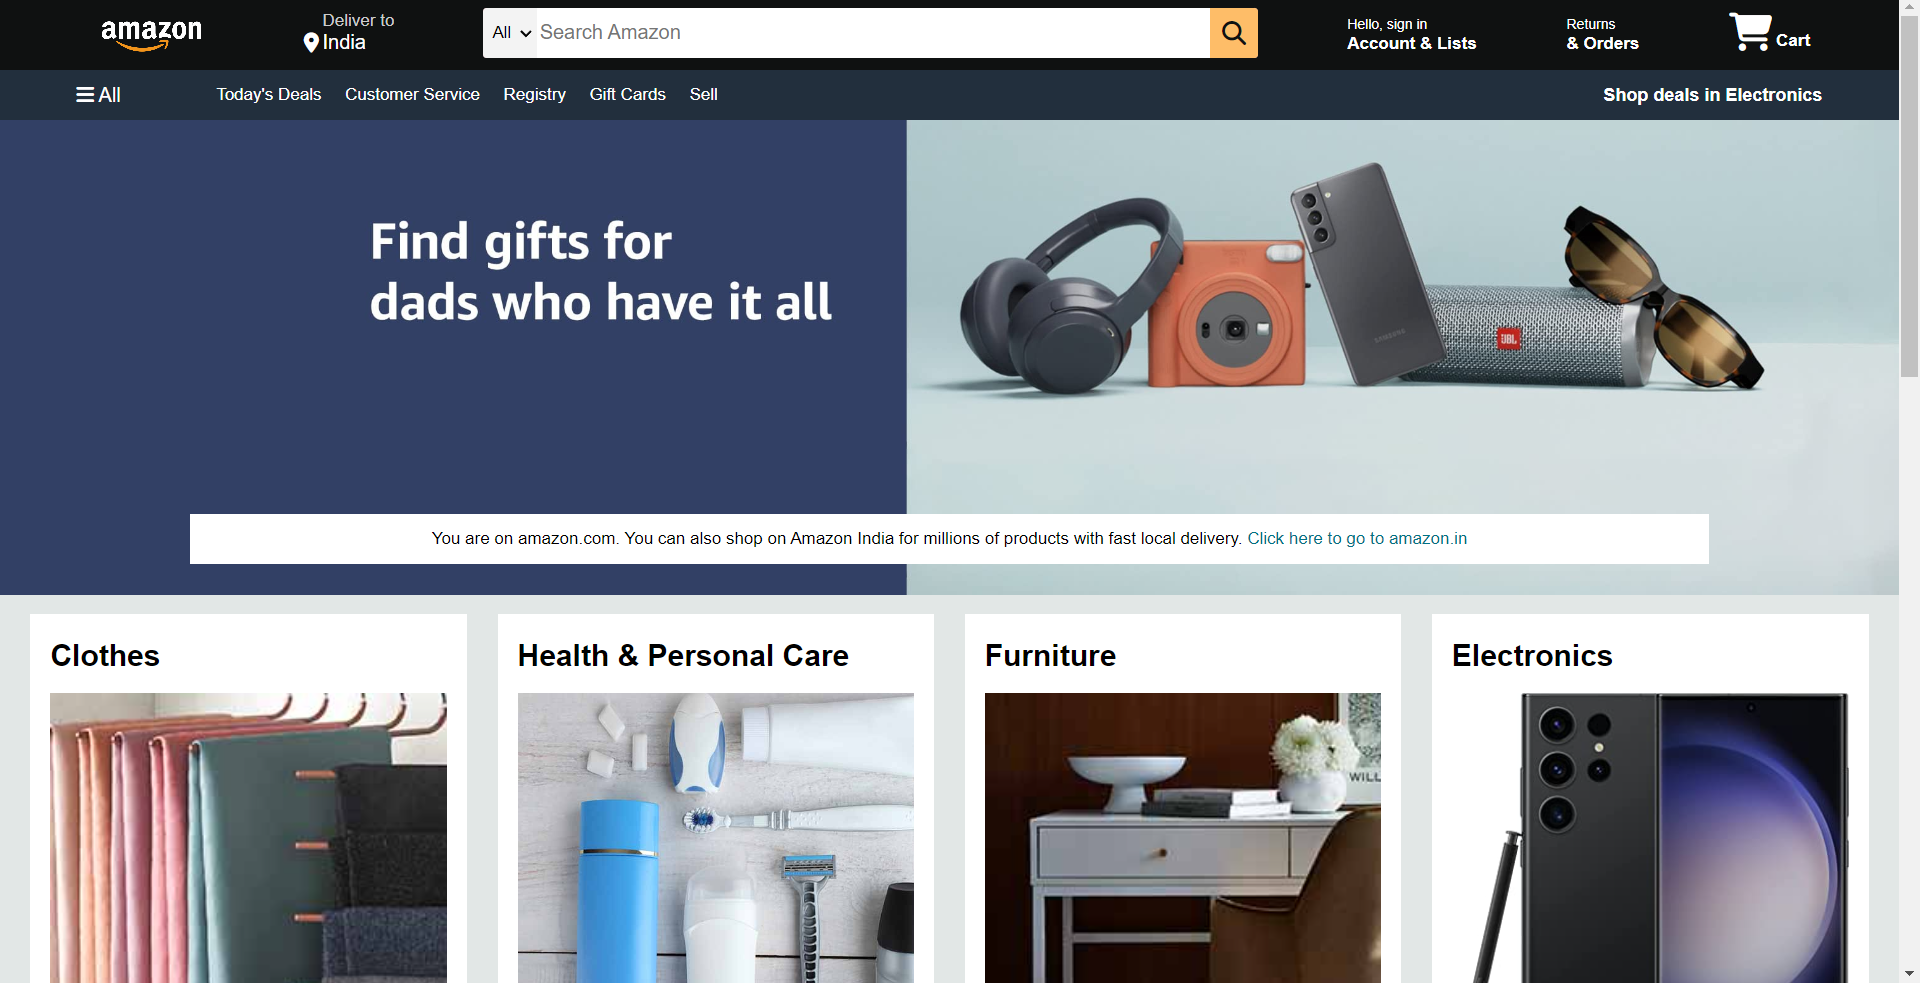 amazon
Deliver to
India
All
Search Amazon
Hello, sign in
Account & Lists
Returns
& Orders
Cart
All
Today's Deals
Customer Service
Registry
Gift Cards
Sell
Shop deals in Electronics
Find gifts for
dads who have it all
SAMSUNG
JBL
You are on amazon.com. You can also shop on Amazon India for millions of products with fast local delivery. Click here to go to amazon.in
Clothes
Health & Personal Care
Furniture
Electronics
WILL